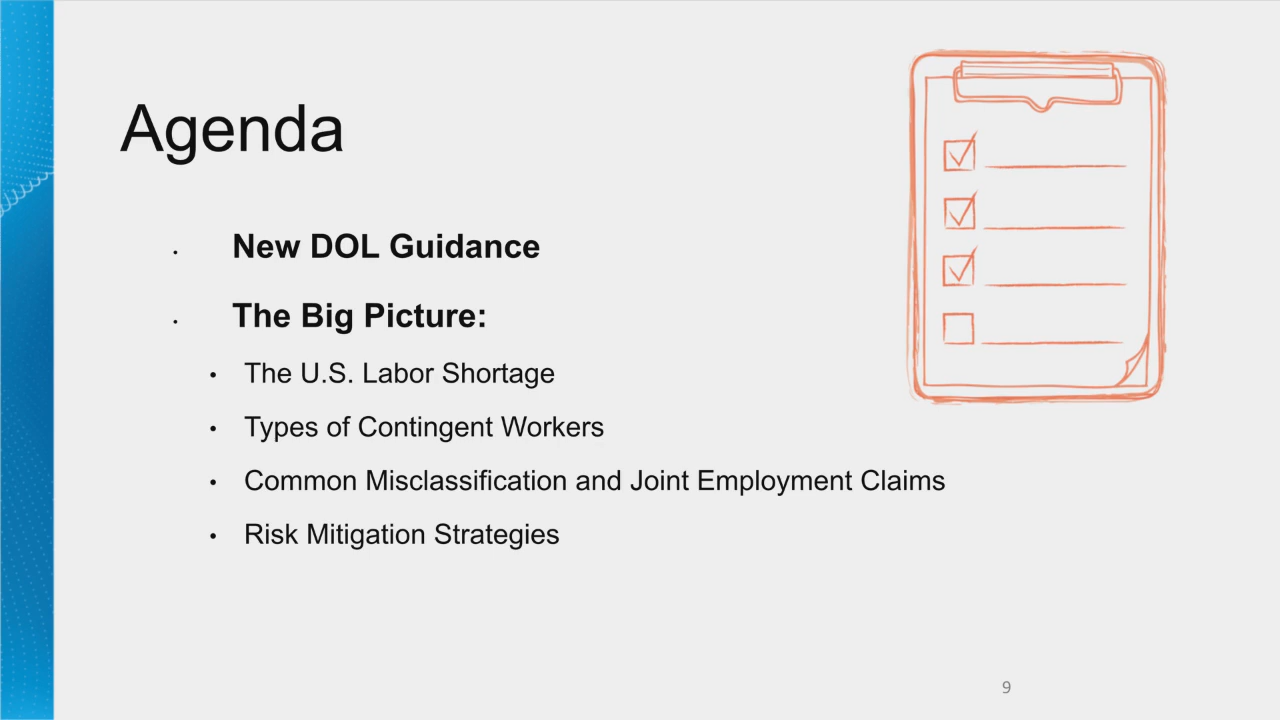 Agenda
· New DOL Guidance
· The Big Picture:
• The U.S. Labor Shortage
• Types of Contingent Workers
• Common Misclassification and Joint Employment Claims
• Risk Mitigation Strategies
9